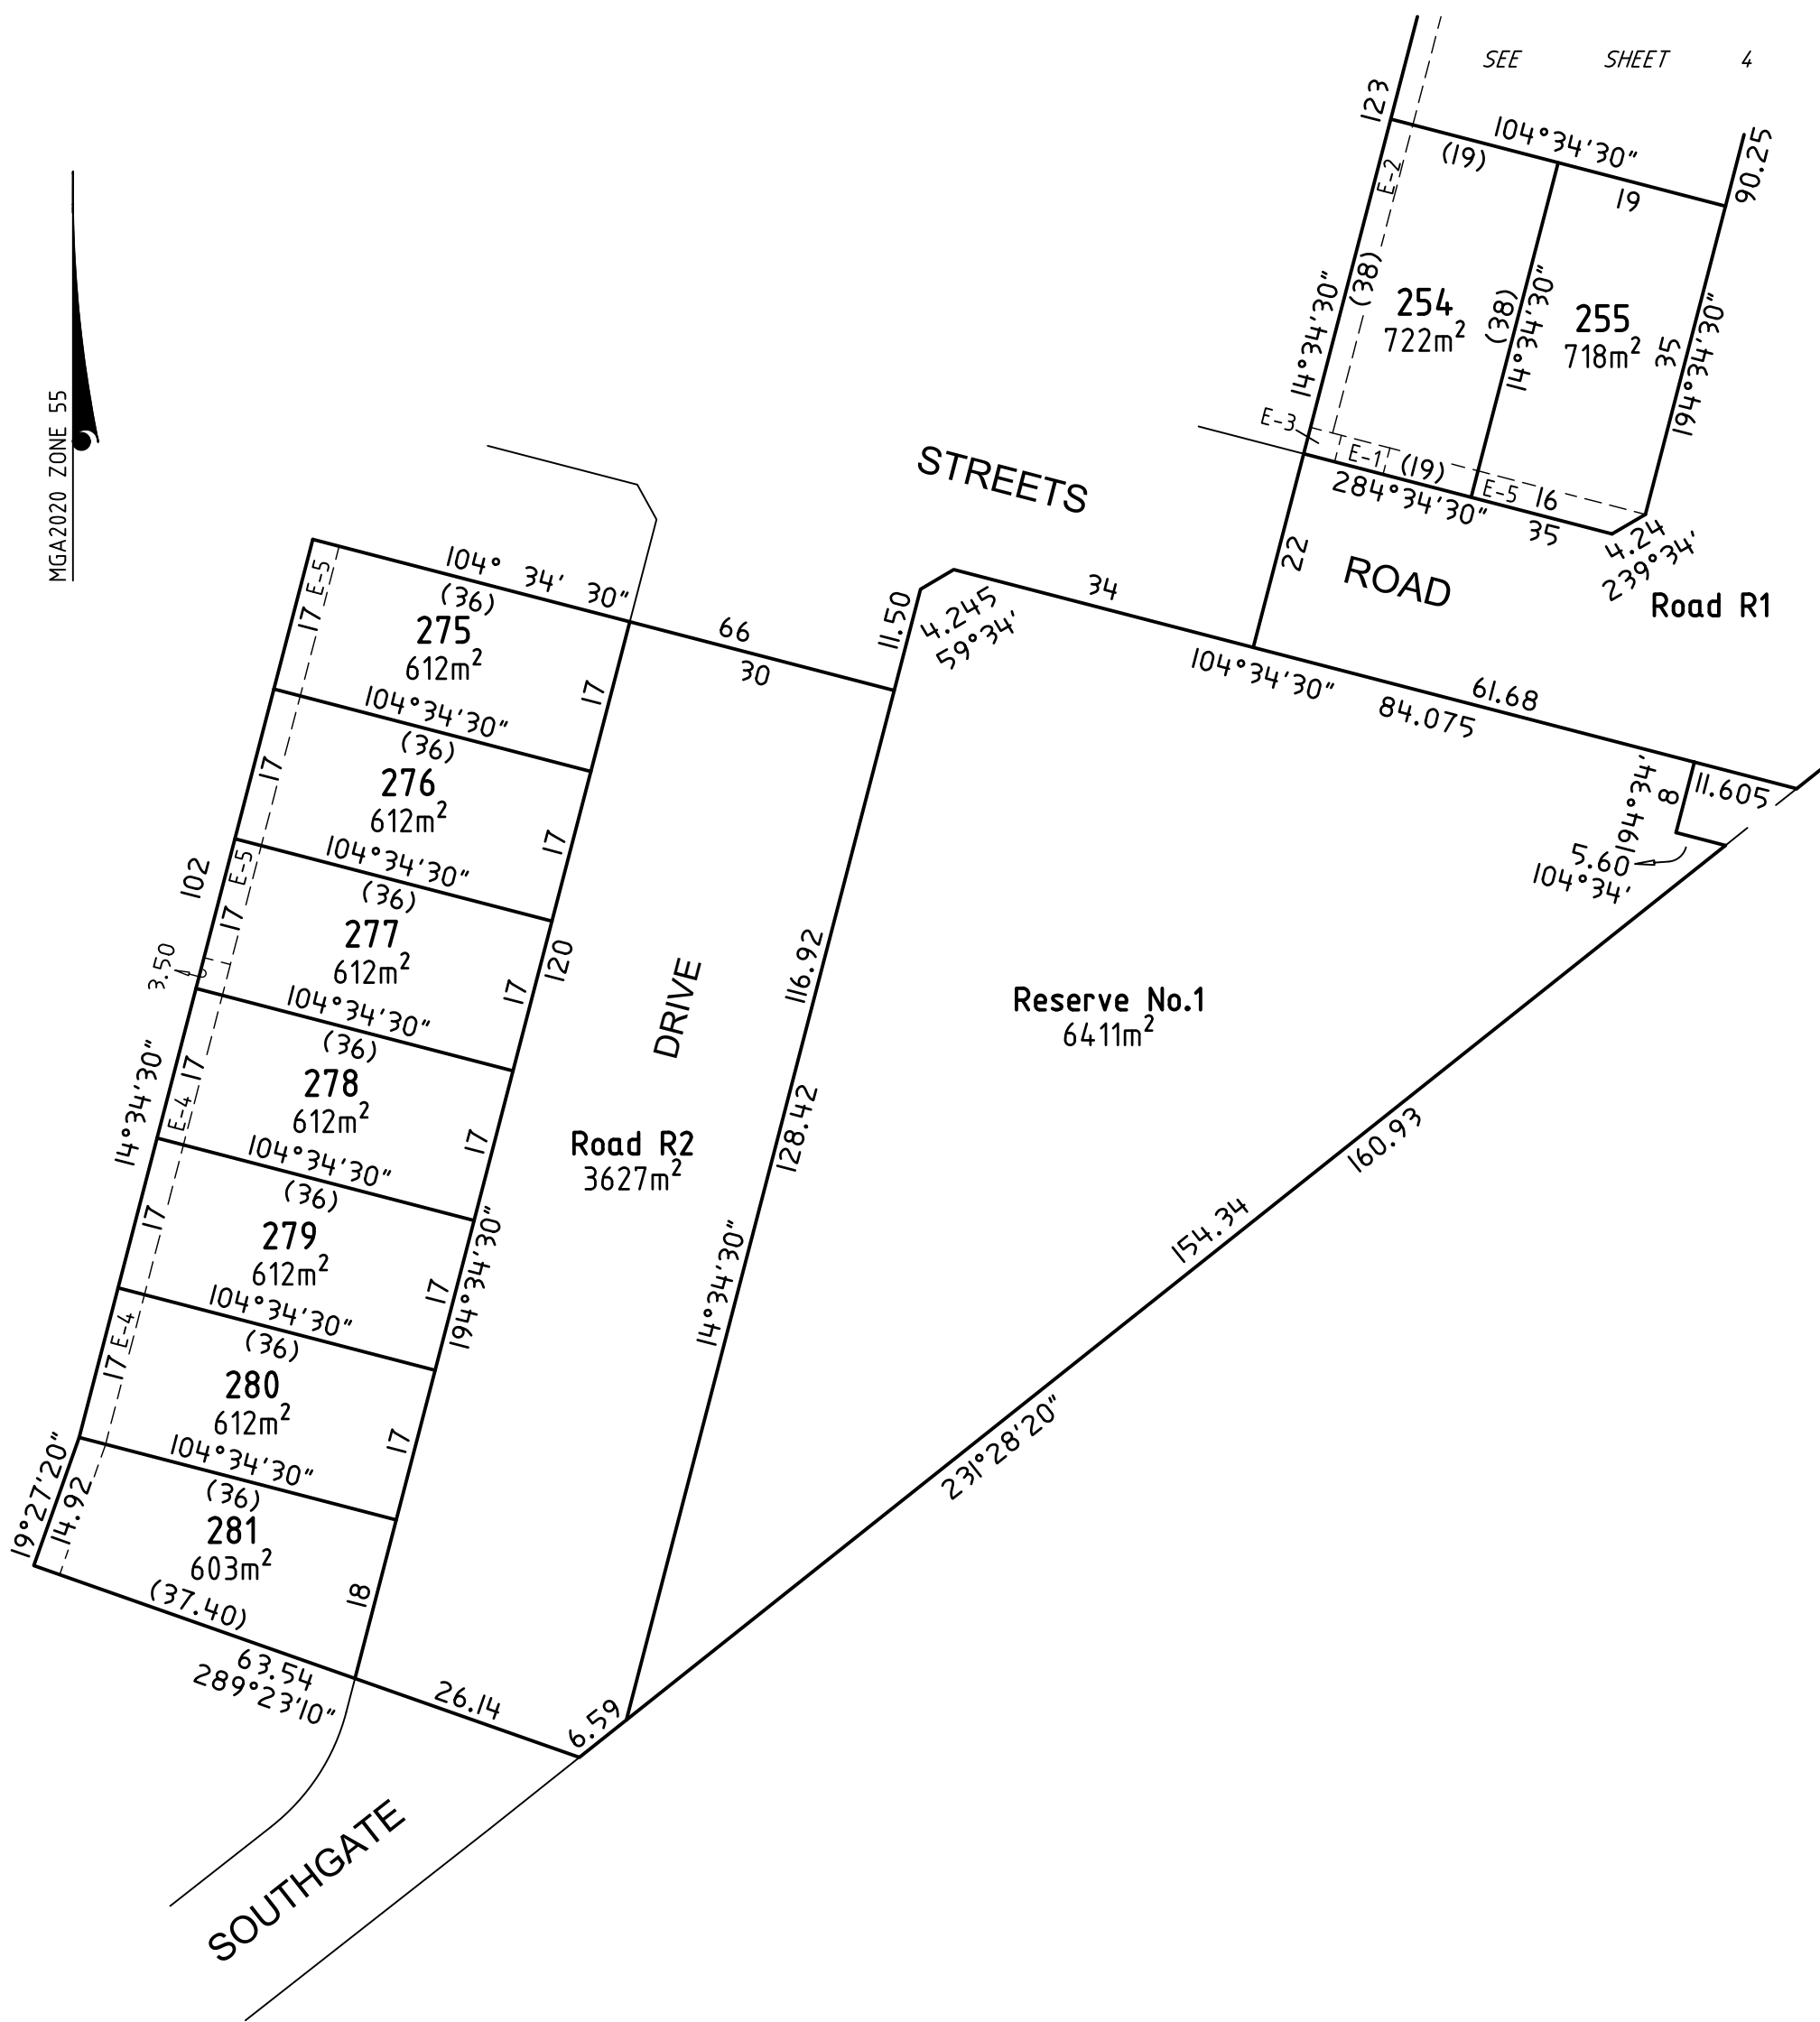 SEE SHEET 4
MGA2020 ZONE 55
123
104°34'30"
(19)
19
90.25
E-2
(38)
14°34'30"
254
722m²
(38)
14°34'30"
255
718m²
35
194°34'30"
E-3
E-1
(19)
284°34'30"
E-5
16
35
4.24
239°34'
STREETS
ROAD
Road R1
22
104° 34' 30"
(36)
E-5
17
275
612m²
17
66
30
11.50
4.245
59°34'
34
104°34'30"
61.68
84.075
194°34'
8
11.605
5.60
104°34'
104°34'30"
(36)
17
276
612m²
17
104°34'30"
(36)
102
E-5
17
277
612m²
17
120
3.50
104°34'30"
(36)
14°34'30"
17
E-4
278
612m²
17
104°34'30"
(36)
17
279
612m²
17
194°34'30"
104°34'30"
(36)
E-4
17
280
612m²
17
104°34'30"
(36)
19°27'20"
14.92
281
603m²
18
(37.40)
63.54
289°23'10"
26.14
6.59
DRIVE
Road R2
3627m²
116.92
128.42
14°34'30"
Reserve No.1
6411m²
160.93
154.34
231°28'20"
SOUTHGATE